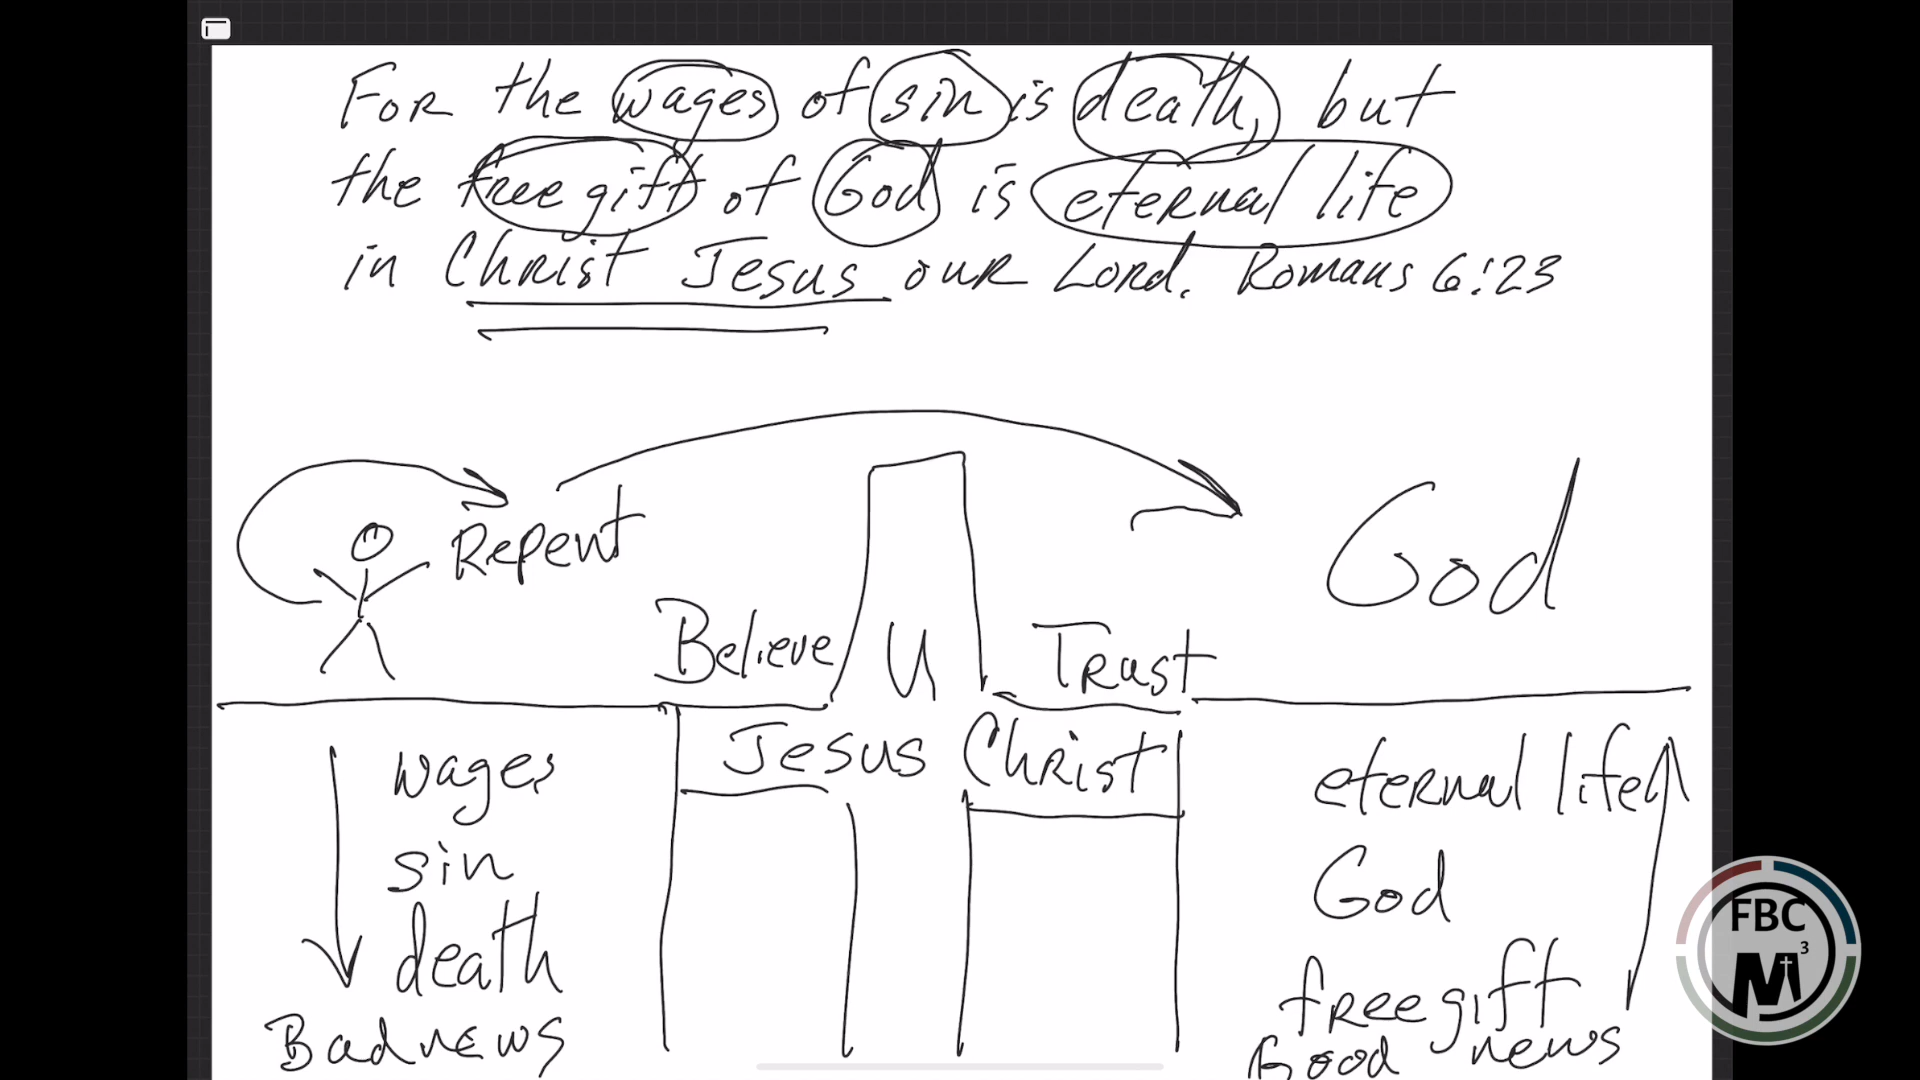 For the wages of sin is death, but
the free gift of God is eternal life
in Christ Jesus our Lord. Romans 6:23
Repent
God
Believe
U
Trust
Jesus Christ
wages
sin
death
Bad news
eternal life
God
free gift
Good news
FBC
M3